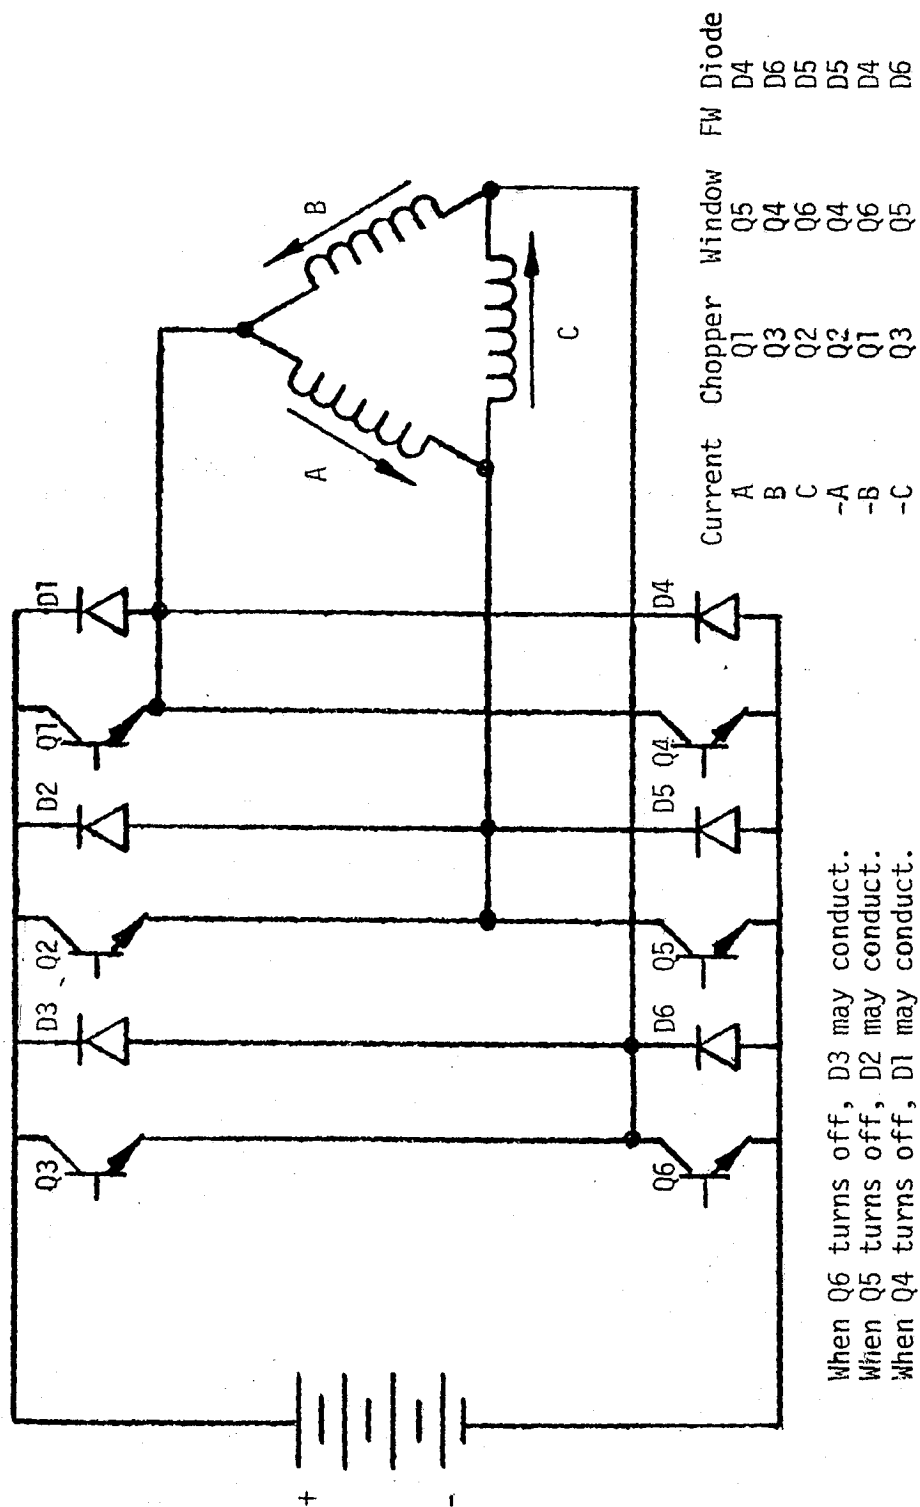 Q3 D3 Q2 D2 Q1 D1
+
A
B
-
C
Q6 D6 Q5 D5 Q4 D4
When Q6 turns off, D3 may conduct.
When Q5 turns off, D2 may conduct.
When Q4 turns off, D1 may conduct.
Current Chopper Window FW Diode
A Q1 Q5 D4
B Q3 Q4 D6
C Q2 Q6 D5
-A Q2 Q4 D5
-B Q1 Q6 D4
-C Q3 Q5 D6